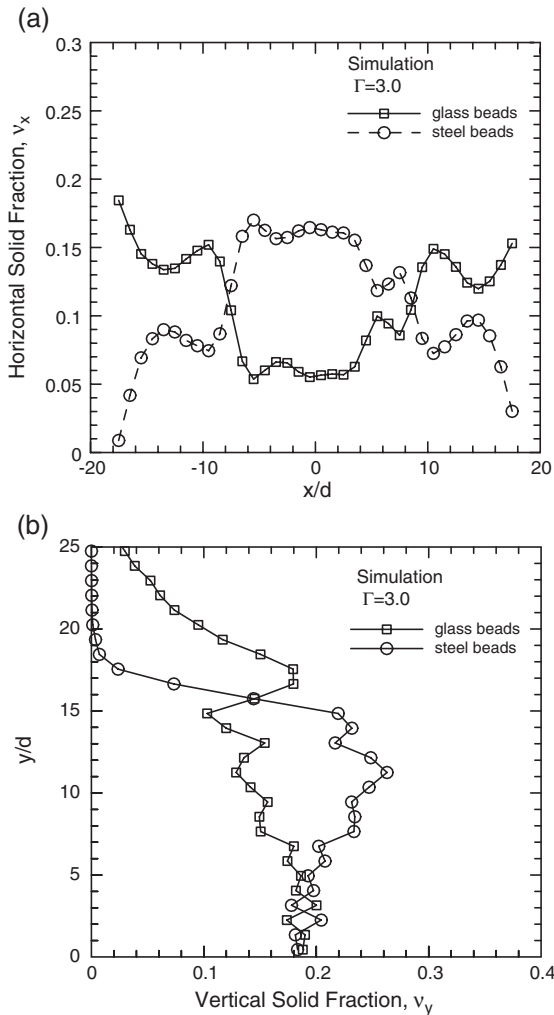 (a)
0.3
0.25
0.2
0.15
0.1
0.05
0
Horizontal Solid Fraction, νx
Simulation
Γ=3.0
glass beads
steel beads
-20
-10
0
10
20
x/d
(b)
25
20
15
10
5
0
y/d
Simulation
Γ=3.0
glass beads
steel beads
0
0.1
0.2
0.3
0.4
Vertical Solid Fraction, νy